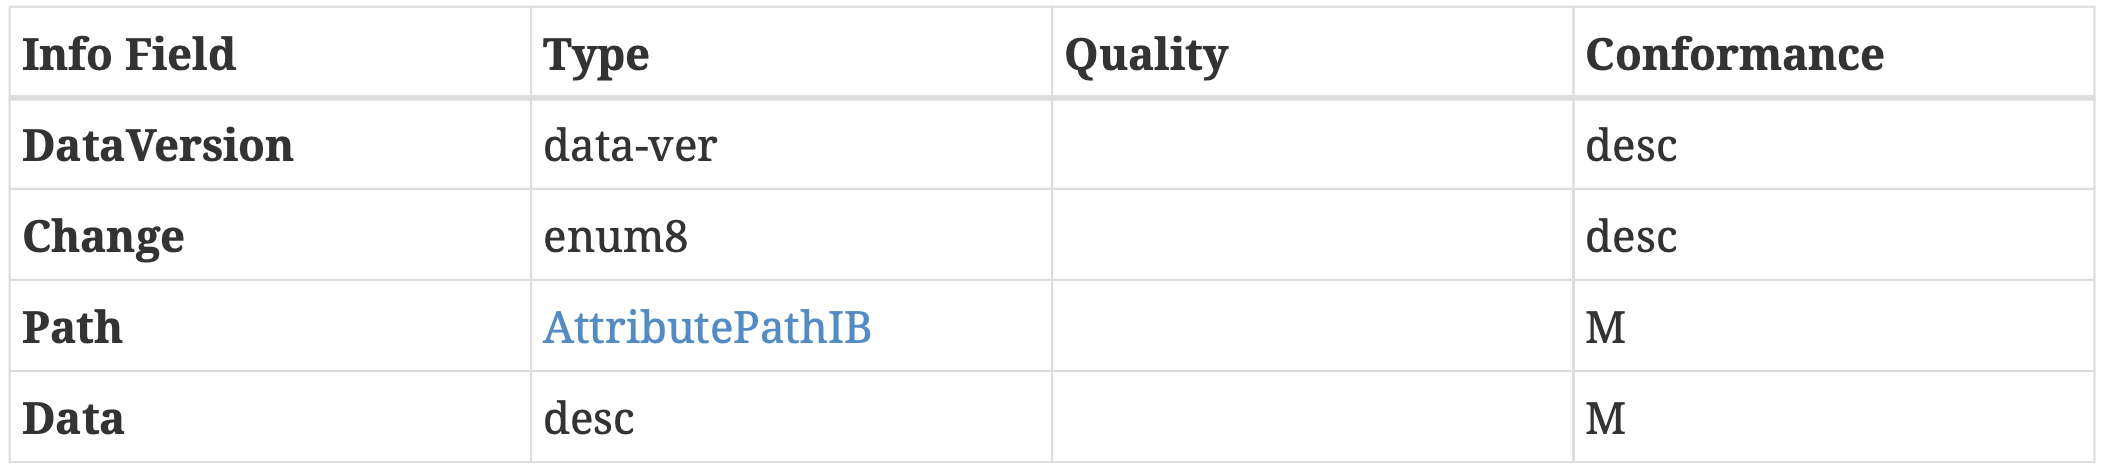 Info Field Type Quality Conformance
DataVersion data-ver desc
Change enum8 desc
Path AttributePathIB M
Data desc M